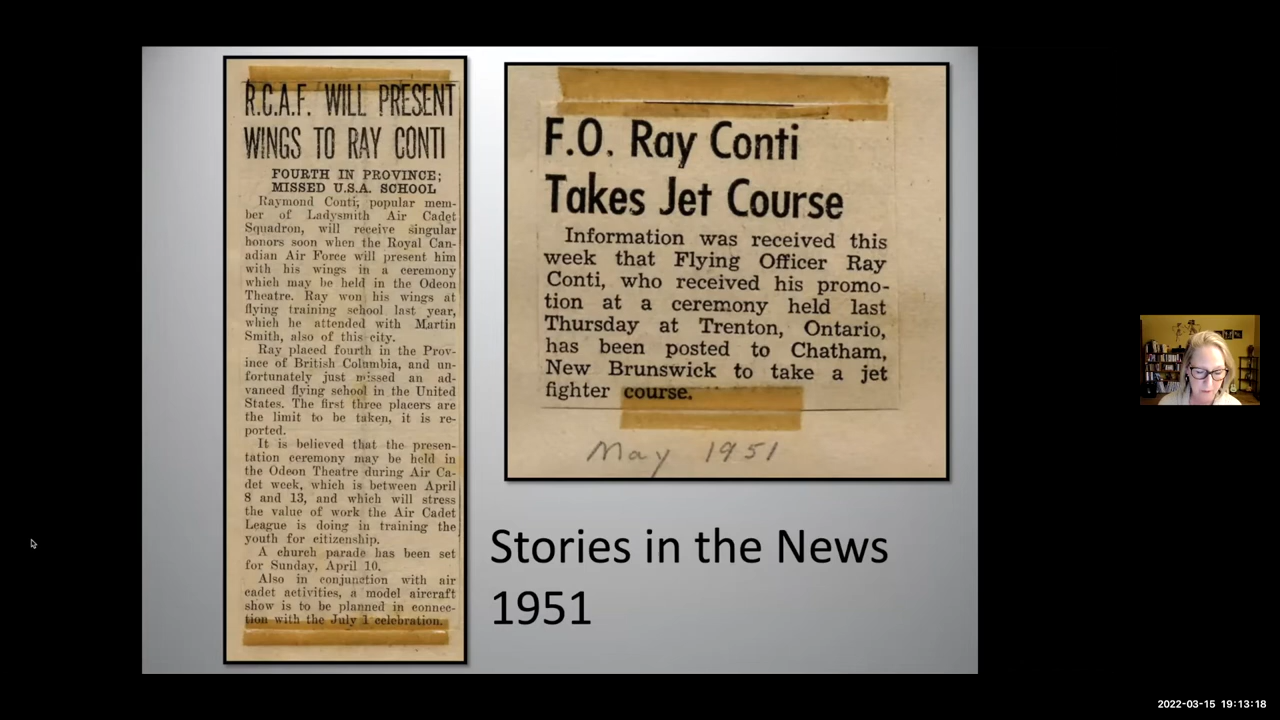 R.C.A.F. WILL PRESENT
WINGS TO RAY CONTI
FOURTH IN PROVINCE;
MISSED U.S.A. SCHOOL
Raymond Conti, popular mem-
ber of Ladysmith Air Cadet
Squadron, will receive singular
honors soon when the Royal Can-
adian Air Force will present him
with his wings in a ceremony
which may be held in the Odeon
Theatre. Ray won his wings at
flying training school last year,
which he attended with Martin
Smith, also of this city.
Ray placed fourth in the Prov-
ince of British Columbia, and un-
fortunately just missed an ad-
vanced flying school in the United
States. The first three placers are
the limit to be taken, it is re-
ported.
It is believed that the presen-
tation ceremony may be held in
the Odeon Theatre during Air Ca-
det week, which is between April
8 and 13, and which will stress
the value of work the Air Cadet
League is doing in training the
youth for citizenship.
A church parade has been set
for Sunday, April 10.
Also in conjunction with air
cadet activities, a model aircraft
show is to be planned in connec-
tion with the July 1 celebration.
F.O. Ray Conti
Takes Jet Course
Information was received this
week that Flying Officer Ray
Conti, who received his promo-
tion at a ceremony held last
Thursday at Trenton, Ontario,
has been posted to Chatham,
New Brunswick to take a jet
fighter course.
May 1951
Stories in the News
1951
2022-03-15 19:13:18